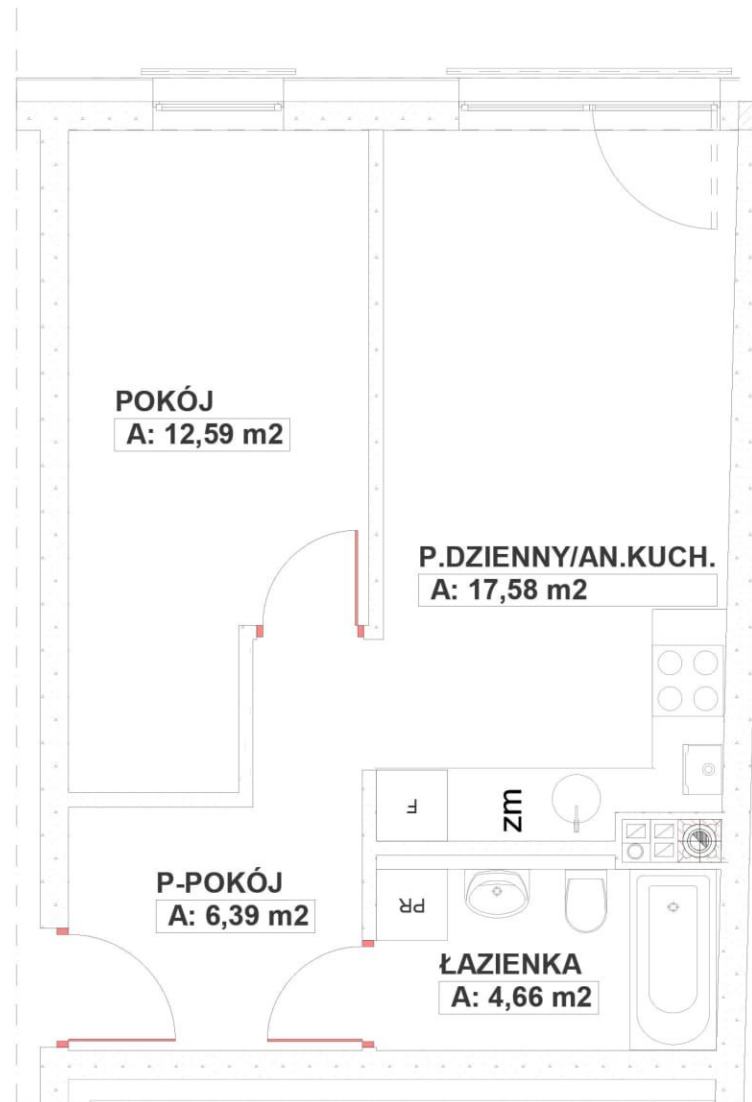 POKÓJ
A: 12,59 m2
P.DZIENNY/AN.KUCH.
A: 17,58 m2
F
zm
P-POKÓJ
A: 6,39 m2
PR
ŁAZIENKA
A: 4,66 m2